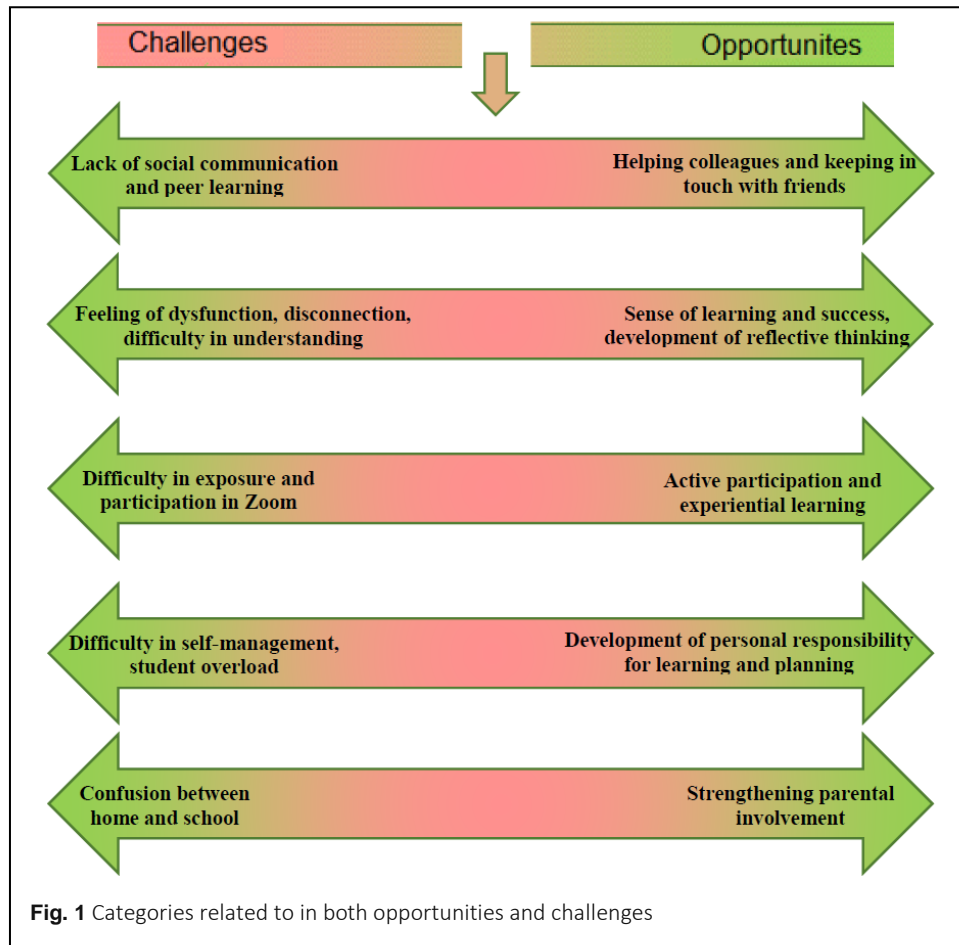 Challenges
Opportunites
Lack of social communication
and peer learning
Helping colleagues and keeping in
touch with friends
Feeling of dysfunction, disconnection,
difficulty in understanding
Sense of learning and success,
development of reflective thinking
Difficulty in exposure and
participation in Zoom
Active participation and
experiential learning
Difficulty in self-management,
student overload
Development of personal responsibility
for learning and planning
Confusion between
home and school
Strengthening parental
involvement
Fig. 1 Categories related to in both opportunities and challenges